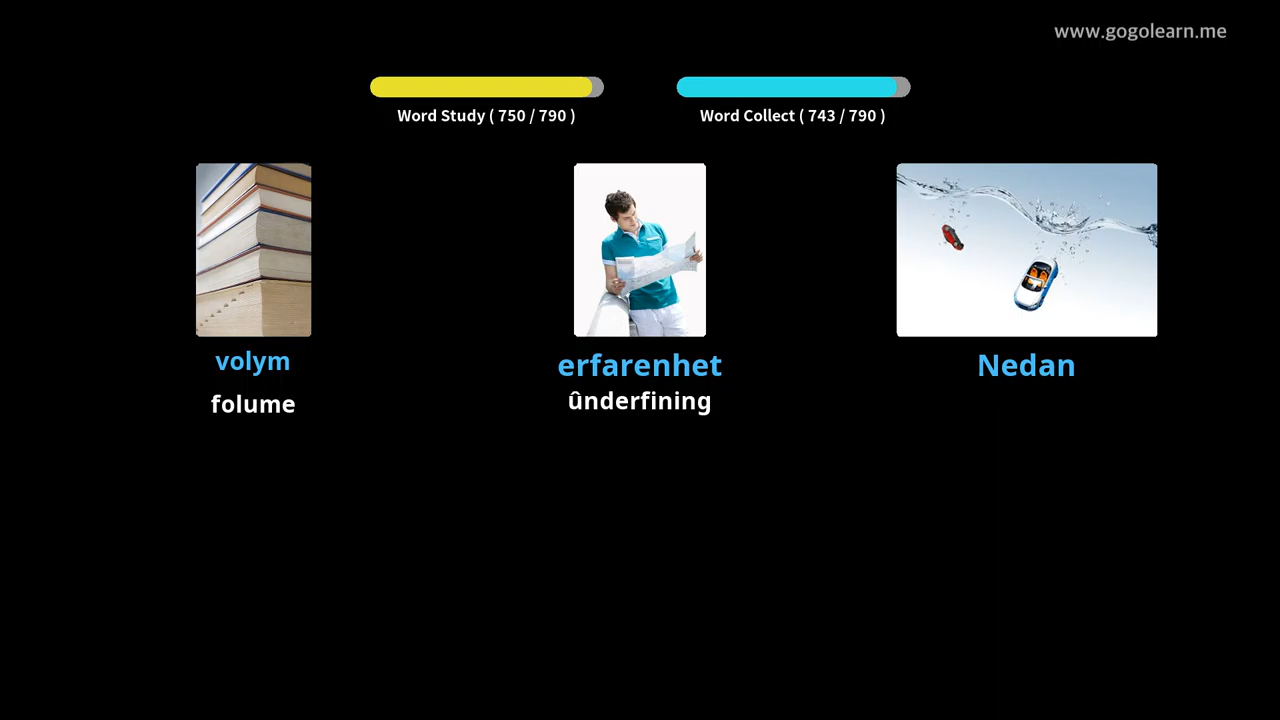 www.gogolearn.me
Word Study ( 750 / 790 )
Word Collect ( 743 / 790 )
volym
folume
erfarenhet
ûnderfining
Nedan